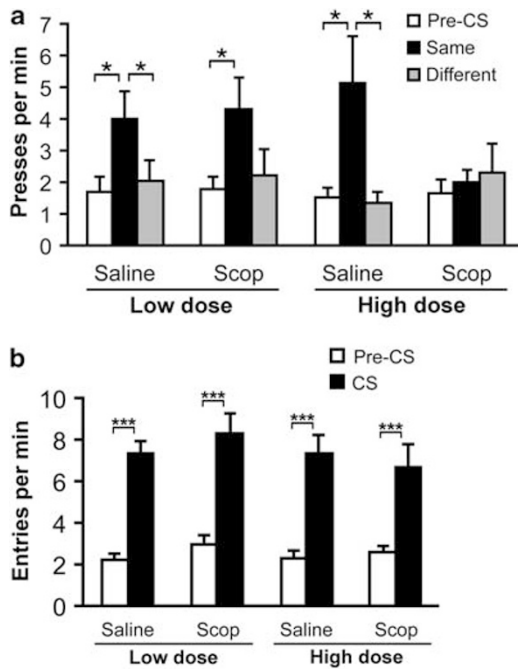 a
Presses per min
7
6
5
4
3
2
1
0
Pre-CS
Same
Different
* * * * *
Saline Scop Saline Scop
Low dose High dose
b
Entries per min
10
8
6
4
2
0
Pre-CS
CS
*** *** *** ***
Saline Scop Saline Scop
Low dose High dose